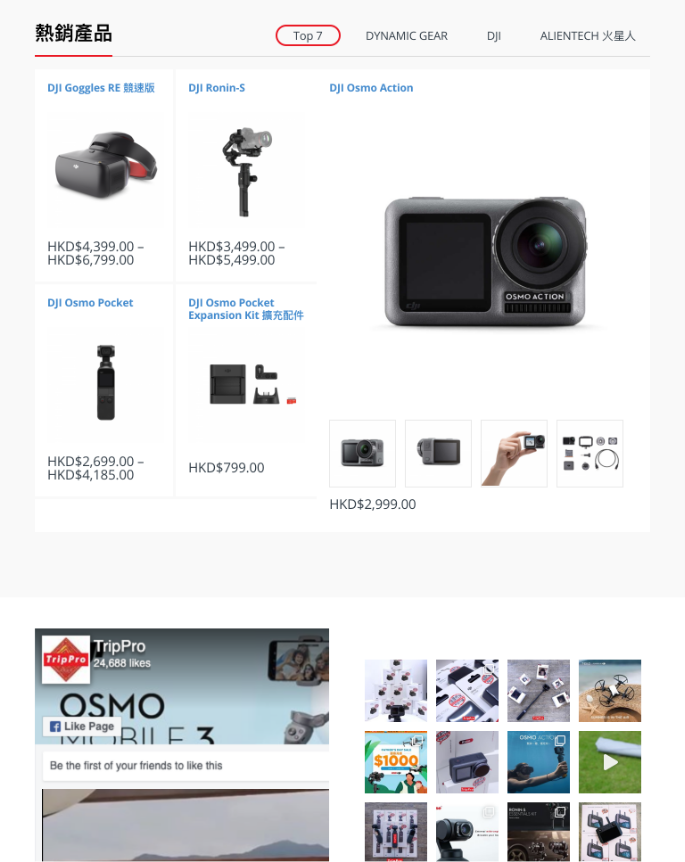 熱銷產品
Top 7
DYNAMIC GEAR
DJI
ALIENTECH 火星人
DJI Goggles RE 競速版
HKD$4,399.00 –
HKD$6,799.00
DJI Ronin-S
HKD$3,499.00 –
HKD$5,499.00
DJI Osmo Pocket
HKD$2,699.00 –
HKD$4,185.00
DJI Osmo Pocket
Expansion Kit 擴充配件
HKD$799.00
DJI Osmo Action
OSMO ACTION
HKD$2,999.00
TripPro
TripPro
24,688 likes
OSMO
MOBILE 3
Like Page
Be the first of your friends to like this
OSMO ACTION
$1000